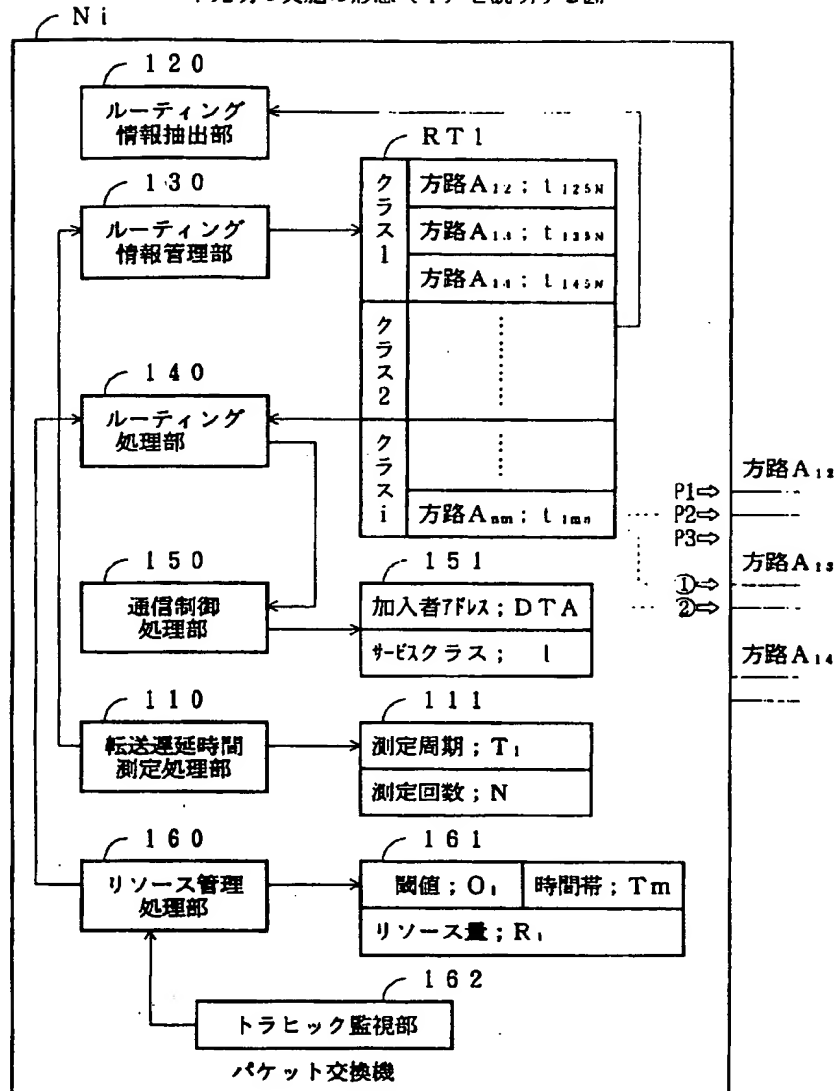 Ni
120
ルーティング
情報抽出部
RT1
130
ルーティング
情報管理部
クラス1
方路A12；t125N
方路A13；t135N
方路A14；t145N
クラス2
140
ルーティング
処理部
クラスi
方路Anm；t1mn
方路A12
P1⇨
P2⇨
P3⇨
方路A13
①⇨
②⇨
方路A14
150
通信制御
処理部
151
加入者アドレス；DTA
サービスクラス；1
110
転送遅延時間
測定処理部
111
測定周期；T1
測定回数；N
160
リソース管理
処理部
161
閾値；O1
時間帯；Tm
リソース量；R1
162
トラヒック監視部
パケット交換機